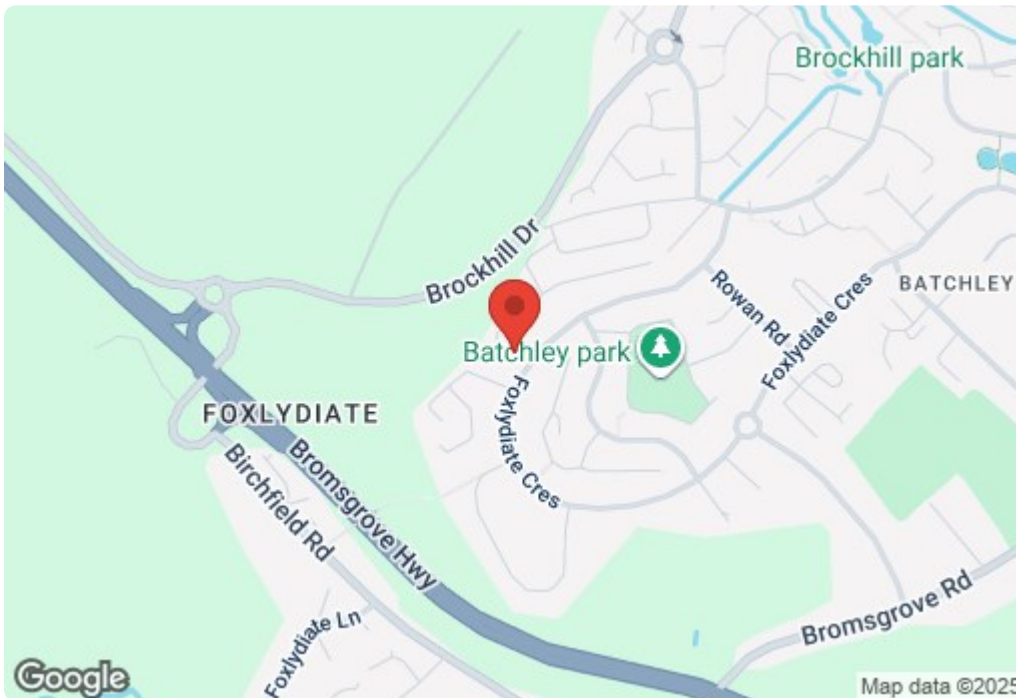 Brockhill park
Brockhill Dr
BATCHLEY
Rowan Rd
Foxlydiate Cres
Batchley park
FOXLYDIATE
Foxlydiate Cres
Bromsgrove Hwy
Birchfield Rd
Bromsgrove Rd
Foxlydiate Ln
Google
Map data ©2025